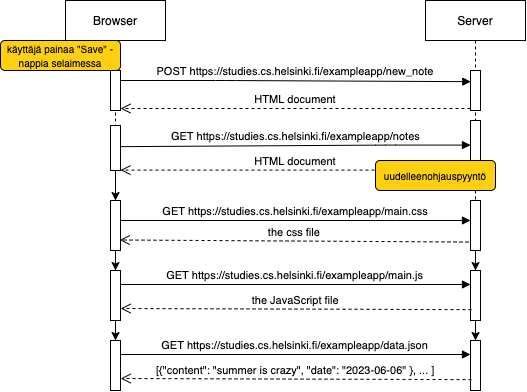 Browser
Server
käyttäjä painaa "Save" -
nappia selaimessa
POST https://studies.cs.helsinki.fi/exampleapp/new_note
HTML document
GET https://studies.cs.helsinki.fi/exampleapp/notes
HTML document
uudelleenohjauspyyntö
GET https://studies.cs.helsinki.fi/exampleapp/main.css
the css file
GET https://studies.cs.helsinki.fi/exampleapp/main.js
the JavaScript file
GET https://studies.cs.helsinki.fi/exampleapp/data.json
[{"content": "summer is crazy", "date": "2023-06-06" }, ... ]